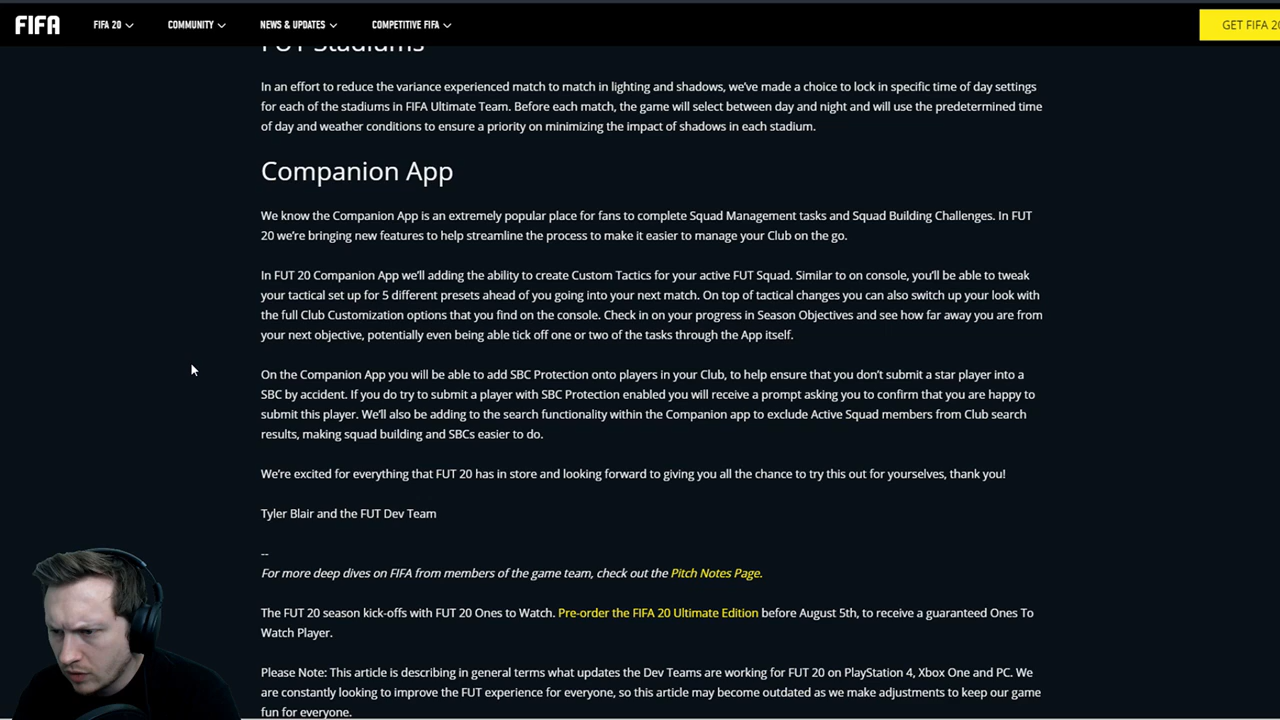 FIFA
FIFA 20
COMMUNITY
NEWS & UPDATES
COMPETITIVE FIFA
GET FIFA 20
FUT Stadiums
In an effort to reduce the variance experienced match to match in lighting and shadows, we've made a choice to lock in specific time of day settings
for each of the stadiums in FIFA Ultimate Team. Before each match, the game will select between day and night and will use the predetermined time
of day and weather conditions to ensure a priority on minimizing the impact of shadows in each stadium.
Companion App
We know the Companion App is an extremely popular place for fans to complete Squad Management tasks and Squad Building Challenges. In FUT
20 we're bringing new features to help streamline the process to make it easier to manage your Club on the go.
In FUT 20 Companion App we'll adding the ability to create Custom Tactics for your active FUT Squad. Similar to on console, you'll be able to tweak
your tactical set up for 5 different presets ahead of you going into your next match. On top of tactical changes you can also switch up your look with
the full Club Customization options that you find on the console. Check in on your progress in Season Objectives and see how far away you are from
your next objective, potentially even being able tick off one or two of the tasks through the App itself.
On the Companion App you will be able to add SBC Protection onto players in your Club, to help ensure that you don't submit a star player into a
SBC by accident. If you do try to submit a player with SBC Protection enabled you will receive a prompt asking you to confirm that you are happy to
submit this player. We'll also be adding to the search functionality within the Companion app to exclude Active Squad members from Club search
results, making squad building and SBCs easier to do.
We're excited for everything that FUT 20 has in store and looking forward to giving you all the chance to try this out for yourselves, thank you!
Tyler Blair and the FUT Dev Team
--
For more deep dives on FIFA from members of the game team, check out the Pitch Notes Page.
The FUT 20 season kick-offs with FUT 20 Ones to Watch. Pre-order the FIFA 20 Ultimate Edition before August 5th, to receive a guaranteed Ones To
Watch Player.
Please Note: This article is describing in general terms what updates the Dev Teams are working for FUT 20 on PlayStation 4, Xbox One and PC. We
are constantly looking to improve the FUT experience for everyone, so this article may become outdated as we make adjustments to keep our game
fun for everyone.